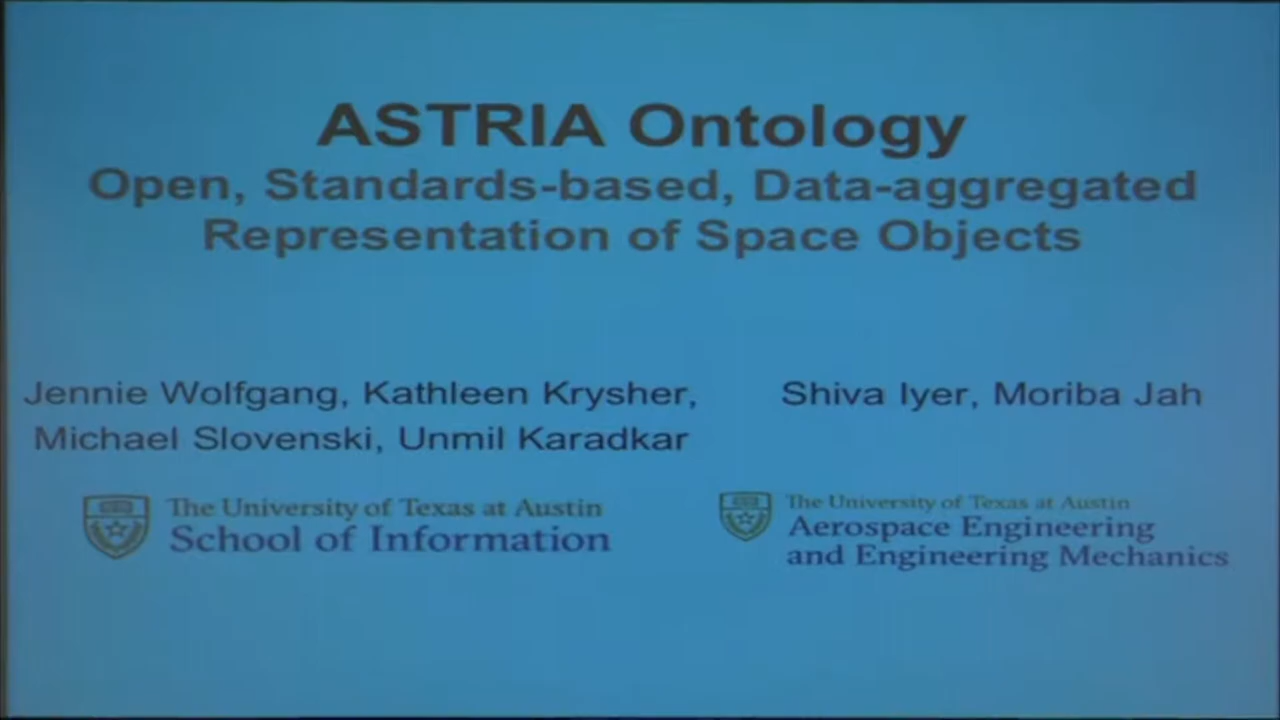 ASTRIA Ontology
Open, Standards-based, Data-aggregated
Representation of Space Objects
Jennie Wolfgang, Kathleen Krysher,
Michael Slovenski, Unmil Karadkar
The University of Texas at Austin
School of Information
Shiva Iyer, Moriba Jah
The University of Texas at Austin
Aerospace Engineering
and Engineering Mechanics